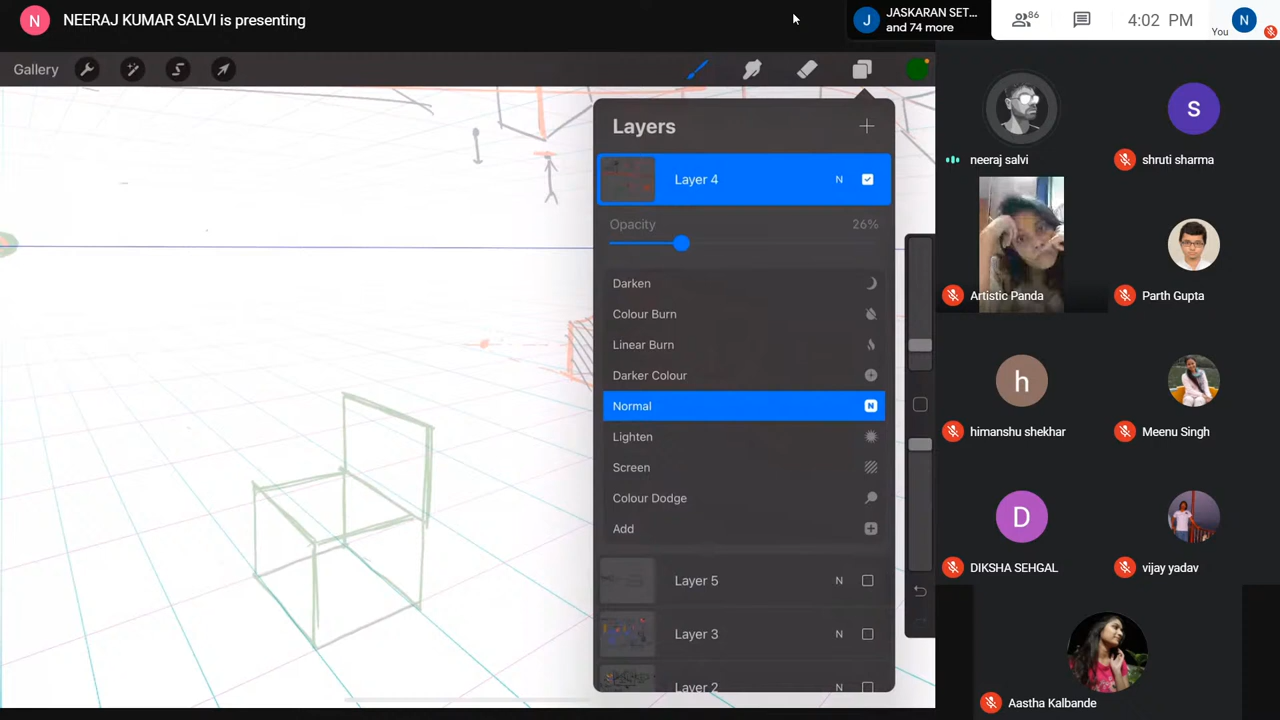 N NEERAJ KUMAR SALVI is presenting
J JASKARAN SET...
and 74 more
86
4:02 PM
You
N
Gallery
Layers
Layer 4 N
Opacity 26%
Darken
Colour Burn
Linear Burn
Darker Colour
Normal N
Lighten
Screen
Colour Dodge
Add
Layer 5 N
Layer 3 N
Layer 2
neeraj salvi
s
shruti sharma
Artistic Panda
Parth Gupta
h
himanshu shekhar
Meenu Singh
D
DIKSHA SEHGAL
vijay yadav
Aastha Kalbande